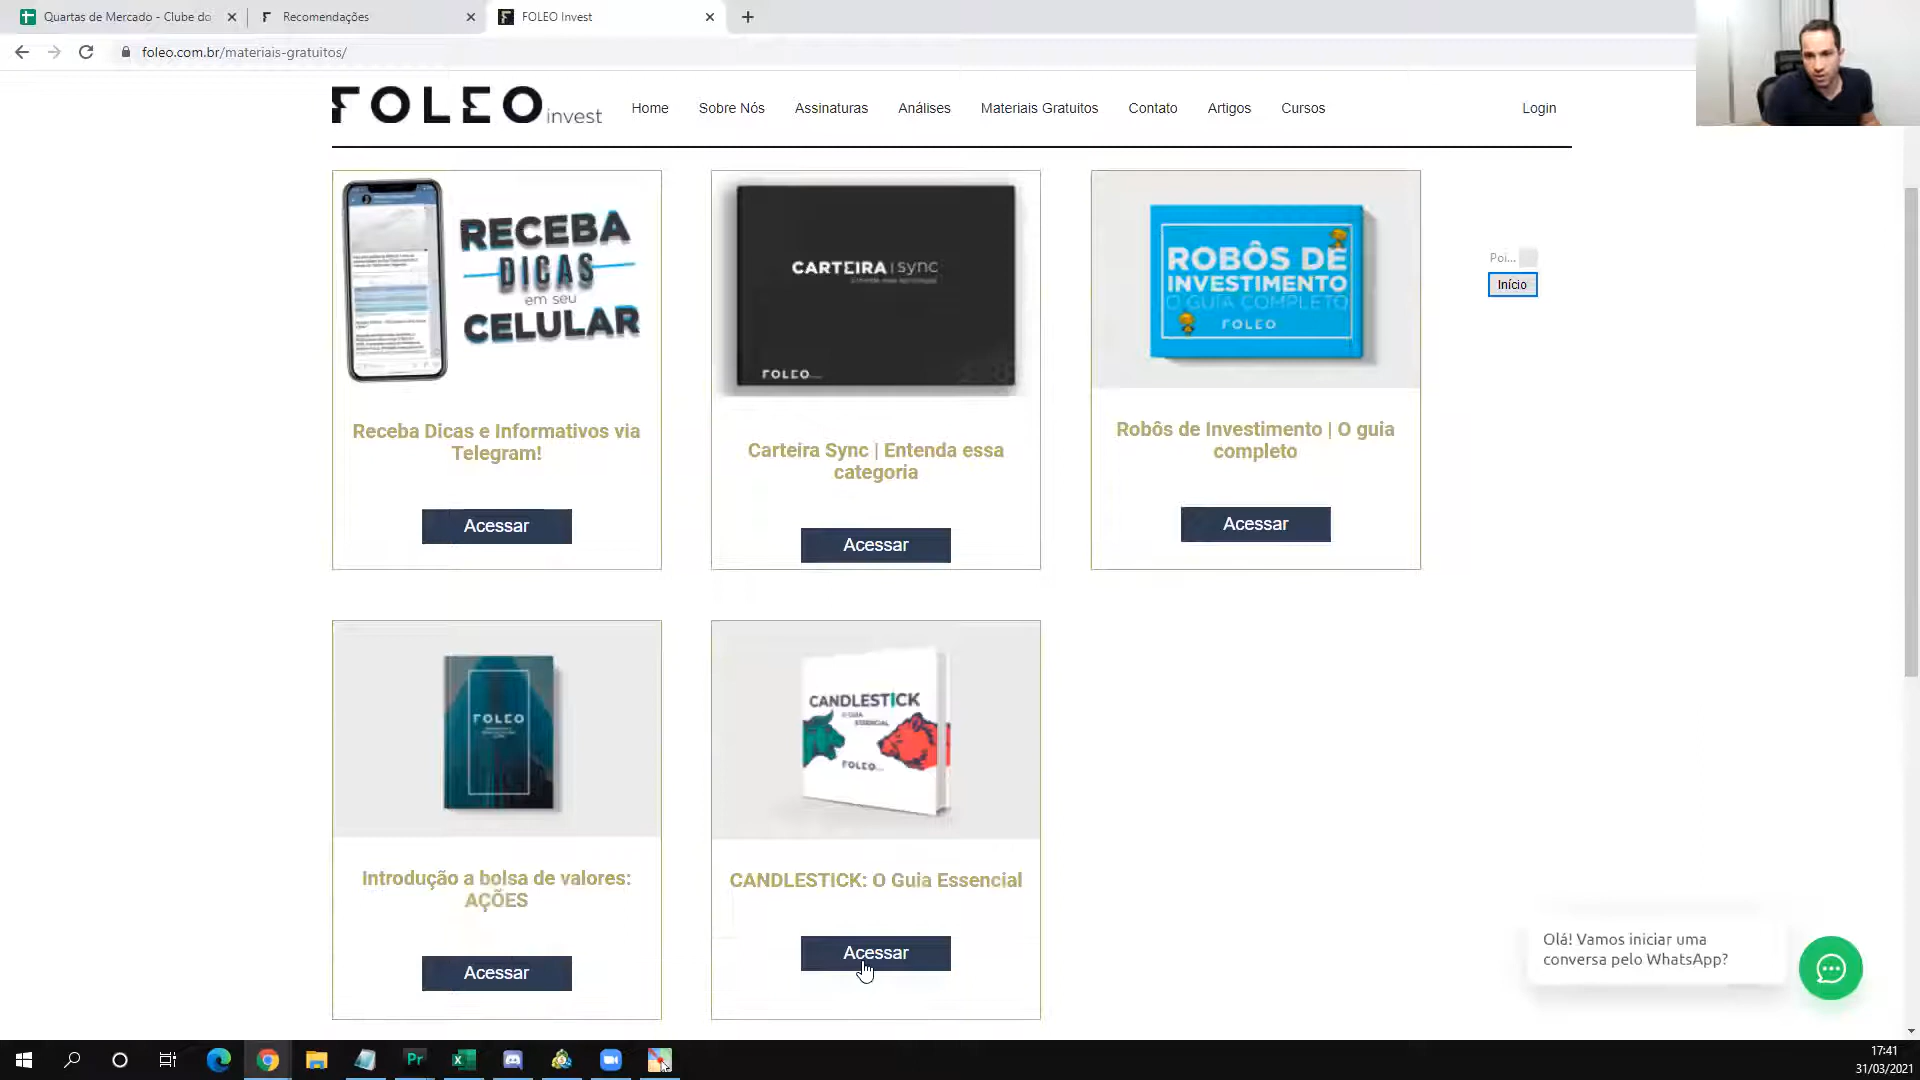 Quartas de Mercado - Clube do
Recomendações
FOLEO Invest
foleo.com.br/materiais-gratuitos/
FOLEO invest
Home
Sobre Nós
Assinaturas
Análises
Materiais Gratuitos
Contato
Artigos
Cursos
Login
RECEBA
DICAS
em seu
CELULAR
Receba Dicas e Informativos via
Telegram!
Acessar
CARTEIRA | sync
FOLEO
Carteira Sync | Entenda essa
categoria
Acessar
ROBÔS DE
INVESTIMENTO
O GUIA COMPLETO
FOLEO
Robôs de Investimento | O guia
completo
Acessar
Poi...
Início
FOLEO
Introdução a bolsa de valores:
AÇÕES
Acessar
CANDLESTICK
O GUIA
ESSENCIAL
FOLEO
CANDLESTICK: O Guia Essencial
Acessar
Olá! Vamos iniciar uma
conversa pelo WhatsApp?
Pr
17:41
31/03/2021